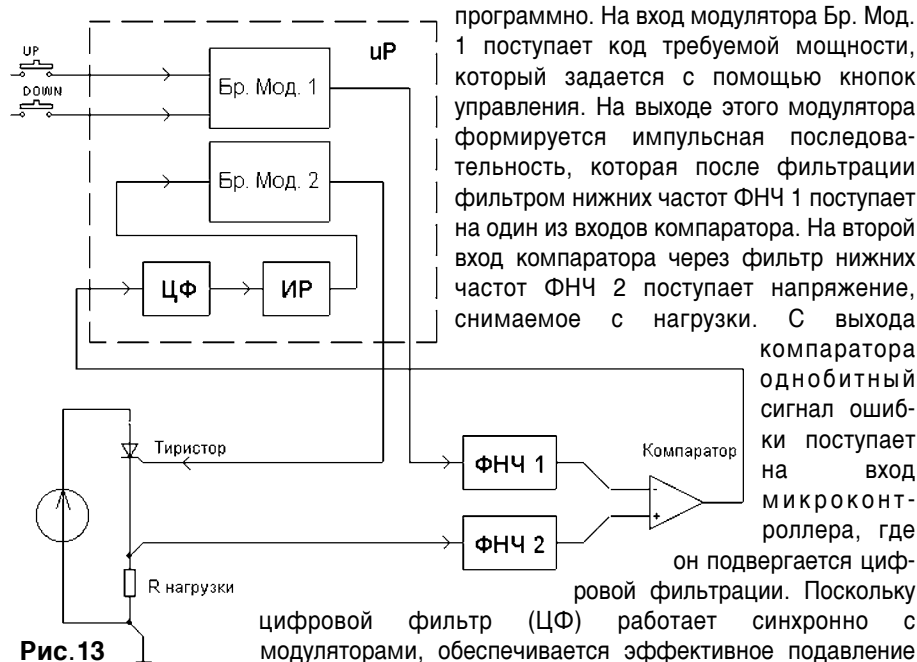 программно. На вход модулятора Бр. Мод.
1 поступает код требуемой мощности,
который задается с помощью кнопок
управления. На выходе этого модулятора
формируется импульсная последова-
тельность, которая после фильтрации
фильтром нижних частот ФНЧ 1 поступает
на один из входов компаратора. На второй
вход компаратора через фильтр нижних
частот ФНЧ 2 поступает напряжение,
снимаемое с нагрузки. С выхода
компаратора
однобитный
сигнал ошиб-
ки поступает
на вход
микроконт-
роллера, где
он подвергается циф-
ровой фильтрации. Поскольку
цифровой фильтр (ЦФ) работает синхронно с
модуляторами, обеспечивается эффективное подавление
UP
DOWN
uP
Бр. Мод. 1
Бр. Мод. 2
ЦФ
ИР
Тиристор
R нагрузки
ФНЧ 1
ФНЧ 2
Компаратор
-
+
Рис.13